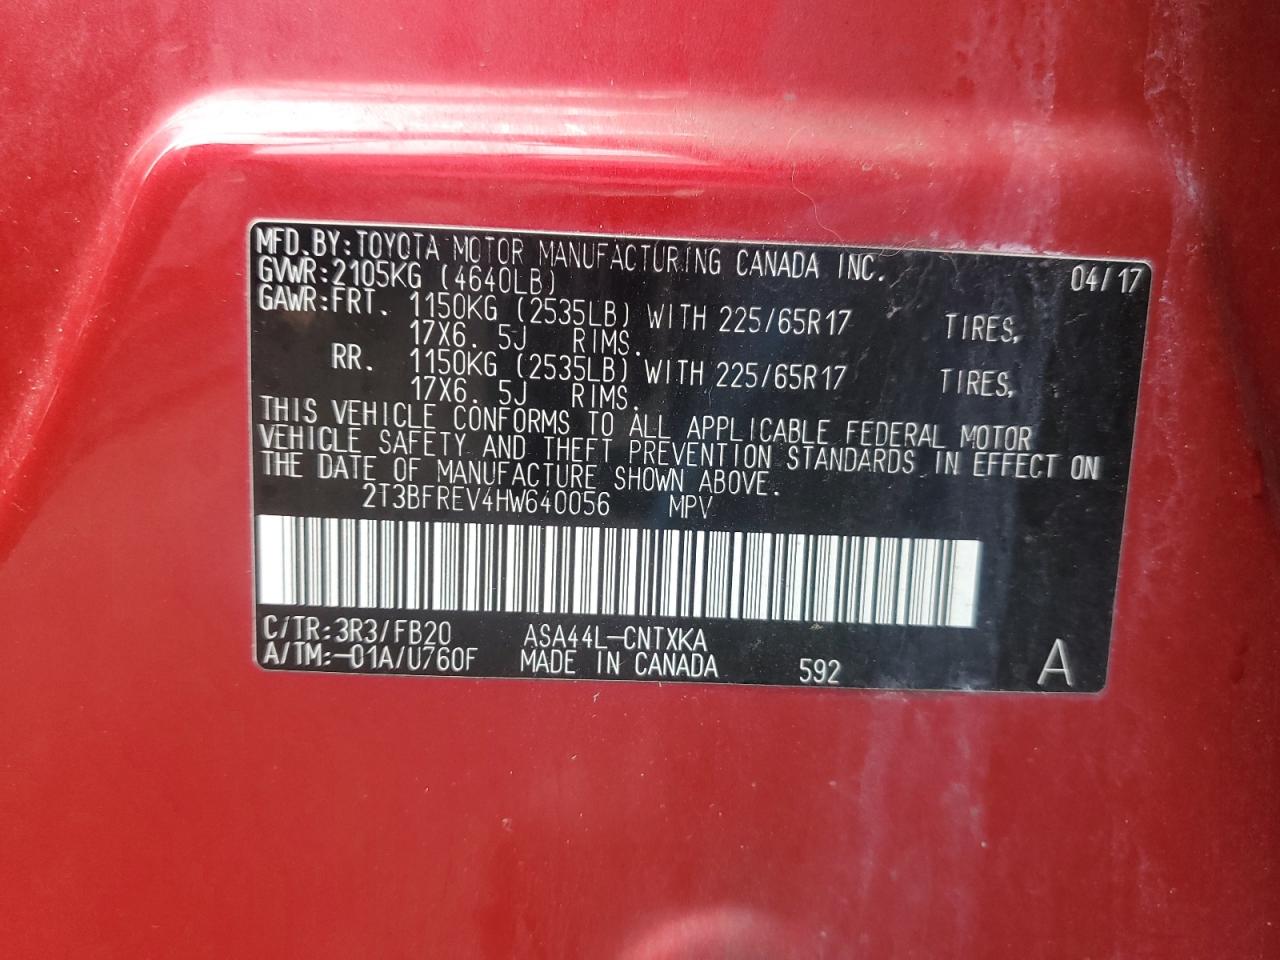 MFD.BY:TOYOTA MOTOR MANUFACTURING CANADA INC. 04/17
GVWR:2105KG (4640LB)
GAWR:FRT. 1150KG (2535LB) WITH 225/65R17 TIRES,
17X6. 5J RIMS.
RR. 1150KG (2535LB) WITH 225/65R17 TIRES,
17X6. 5J RIMS.
THIS VEHICLE CONFORMS TO ALL APPLICABLE FEDERAL MOTOR
VEHICLE SAFETY AND THEFT PREVENTION STANDARDS IN EFFECT ON
THE DATE OF MANUFACTURE SHOWN ABOVE.
2T3BFREV4HW640056 MPV
C/TR:3R3/FB20 ASA44L-CNTXKA
A/TM:-01A/U760F MADE IN CANADA 592 A